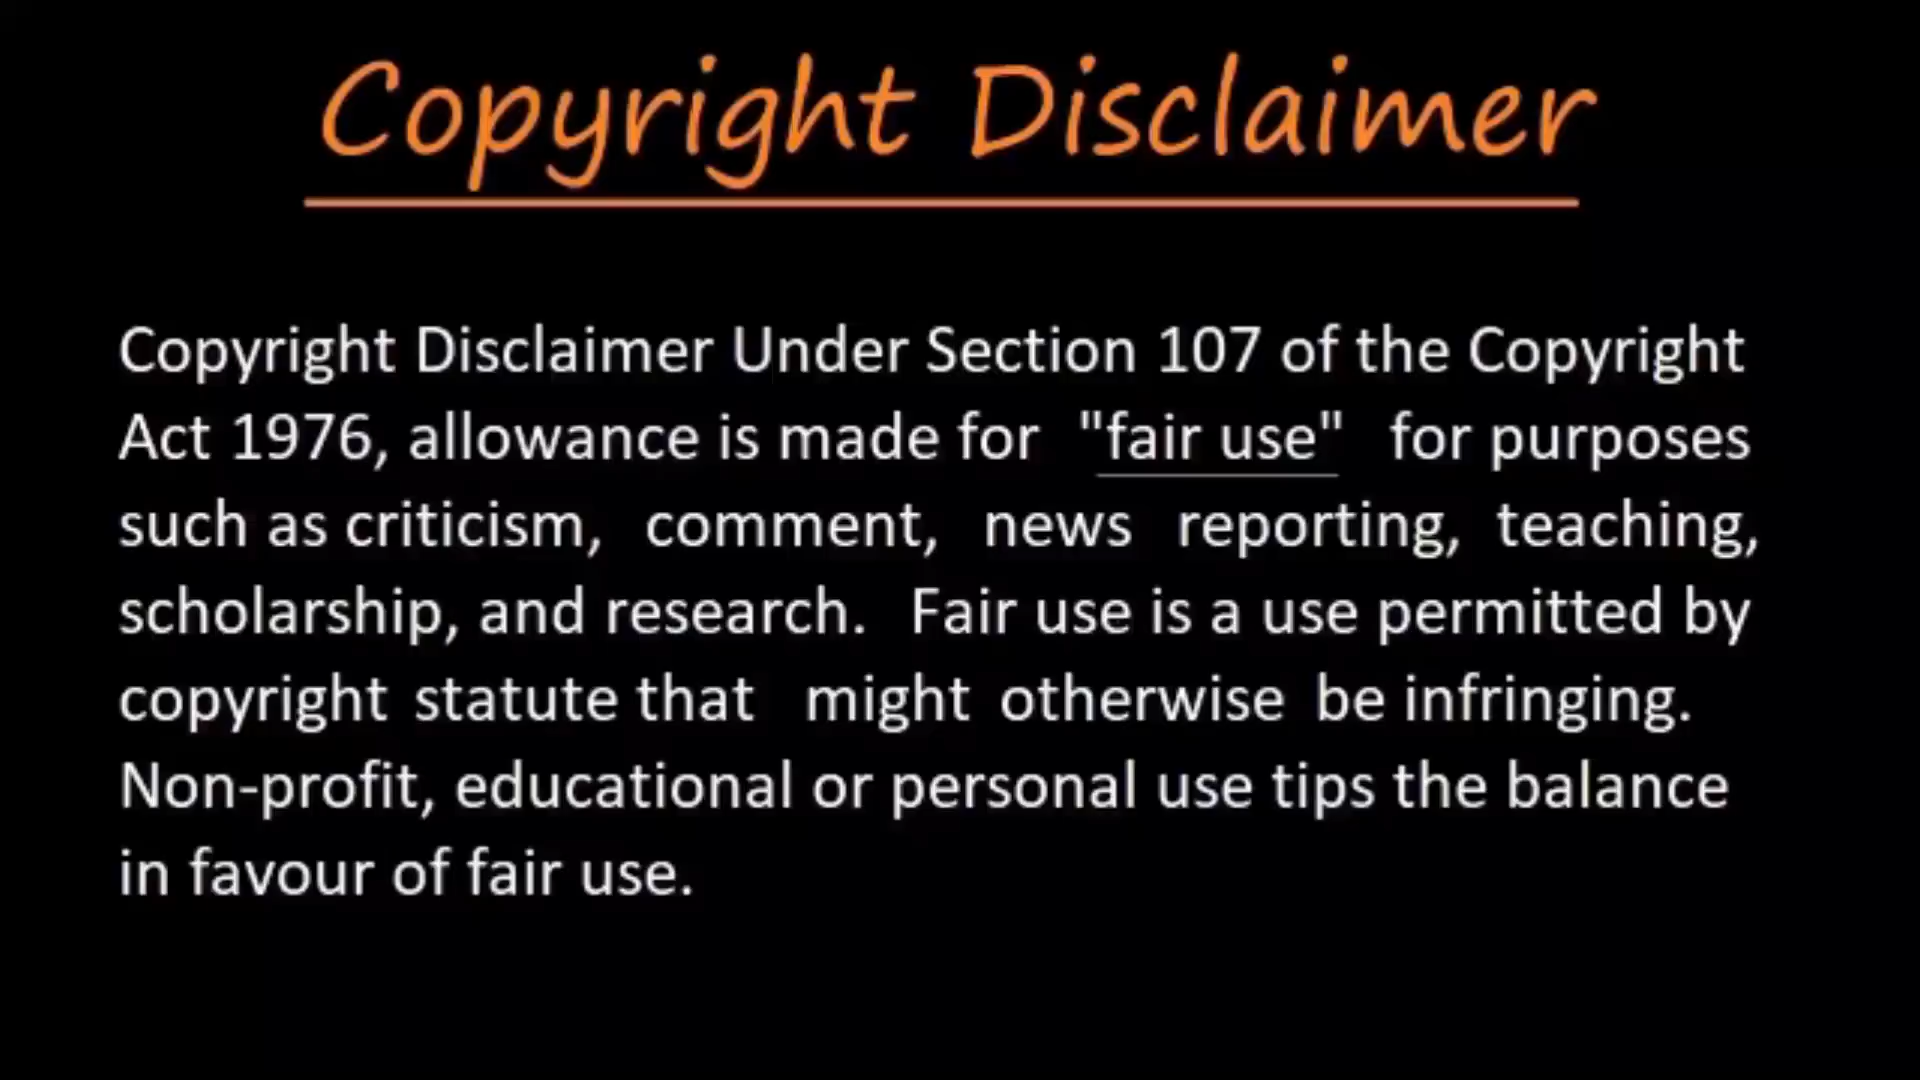 Copyright Disclaimer
Copyright Disclaimer Under Section 107 of the Copyright
Act 1976, allowance is made for "fair use" for purposes
such as criticism, comment, news reporting, teaching,
scholarship, and research. Fair use is a use permitted by
copyright statute that might otherwise be infringing.
Non-profit, educational or personal use tips the balance
in favour of fair use.